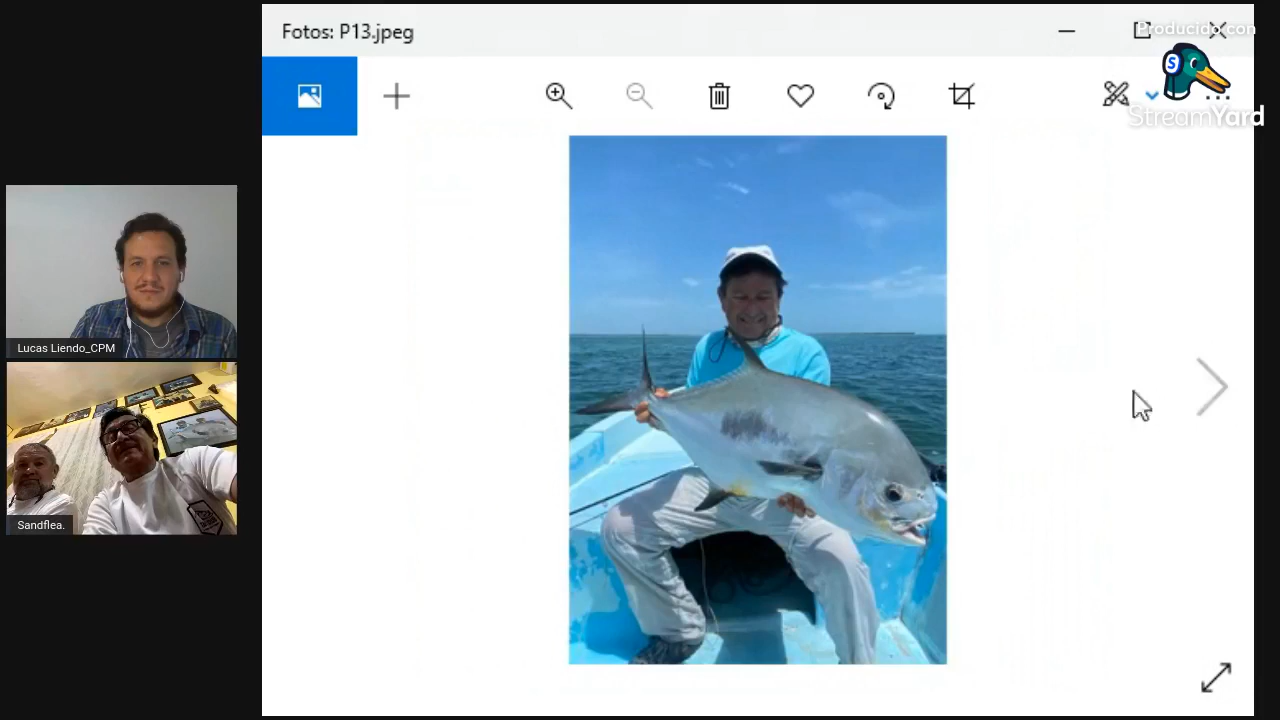 Fotos: P13.jpeg
Producido con
StreamYard
Lucas Liendo_CPM
Sandflea.